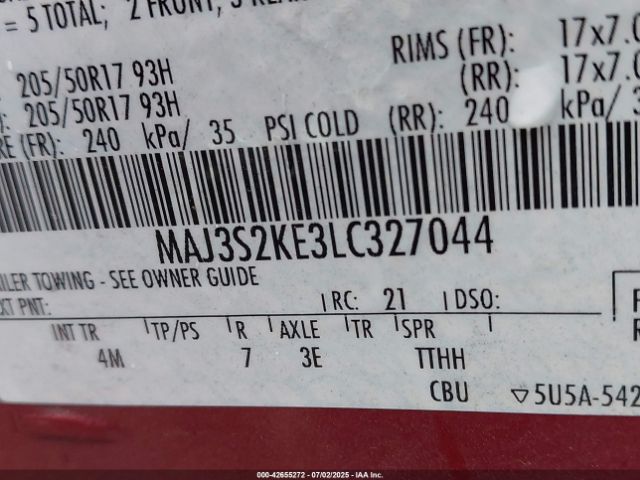 = 5 TOTAL; 2 FRONT,
RIMS (FR): 17x7.0
205/50R17 93H (RR): 17x7.0
205/50R17 93H
(FR): 240 kPa/ 35 PSI COLD (RR): 240 kPa/
MAJ3S2KE3LC327044
TOWING - SEE OWNER GUIDE
PNT: RC: 21 DSO:
INT TR TP/PS R AXLE TR SPR
4M 7 3E TTHH
CBU ▽5U5A-542
000-42655272 07/02/2025 - IAA Inc.